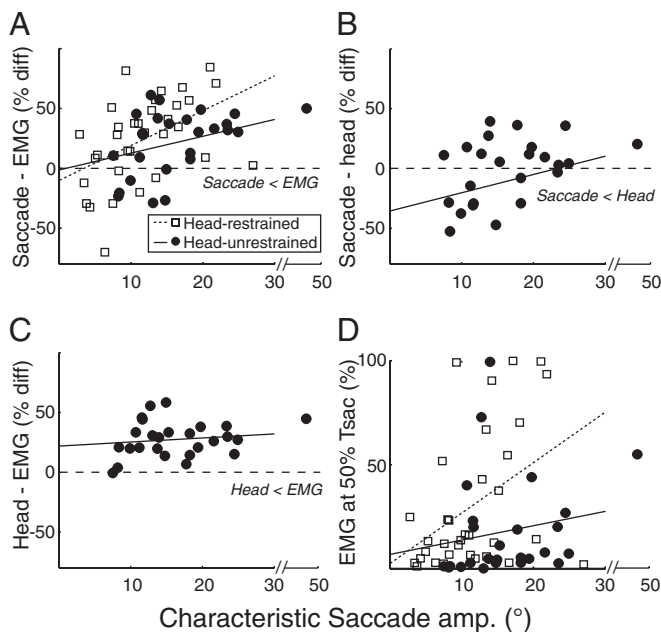 A
B
Saccade - EMG (% diff)
50
0
-50
Saccade < EMG
Head-restrained
Head-unrestrained
10 20 30 50
Saccade - head (% diff)
50
0
-50
Saccade < Head
10 20 30 50
C
D
Head - EMG (% diff)
50
0
-50
Head < EMG
10 20 30 50
EMG at 50% Tsac (%)
100
50
10 20 30 50
Characteristic Saccade amp. (°)